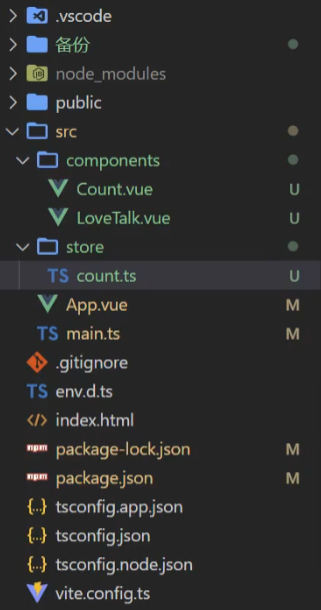 .vscode
备份
node_modules
public
src
components
Count.vue U
LoveTalk.vue U
store
TS count.ts U
App.vue M
TS main.ts M
.gitignore
TS env.d.ts
index.html
npm package-lock.json M
npm package.json M
{..} tsconfig.app.json
{..} tsconfig.json
{..} tsconfig.node.json
vite.config.ts